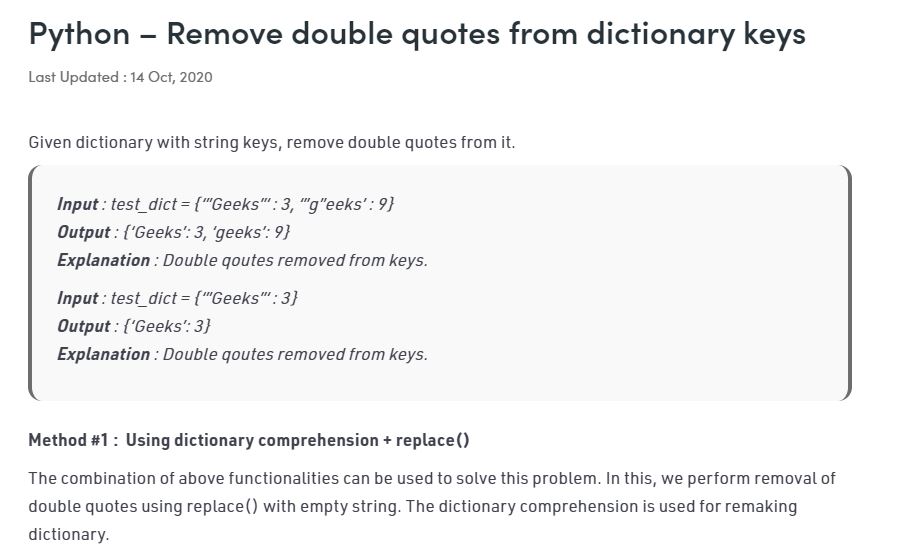 Python – Remove double quotes from dictionary keys
Last Updated : 14 Oct, 2020
Given dictionary with string keys, remove double quotes from it.
Input : test_dict = {‘”Geeks”‘ : 3, ‘”g”eeks’ : 9}
Output : {‘Geeks’: 3, ‘geeks’: 9}
Explanation : Double qoutes removed from keys.
Input : test_dict = {‘”Geeks”‘ : 3}
Output : {‘Geeks’: 3}
Explanation : Double qoutes removed from keys.
Method #1 : Using dictionary comprehension + replace()
The combination of above functionalities can be used to solve this problem. In this, we perform removal of
double quotes using replace() with empty string. The dictionary comprehension is used for remaking
dictionary.